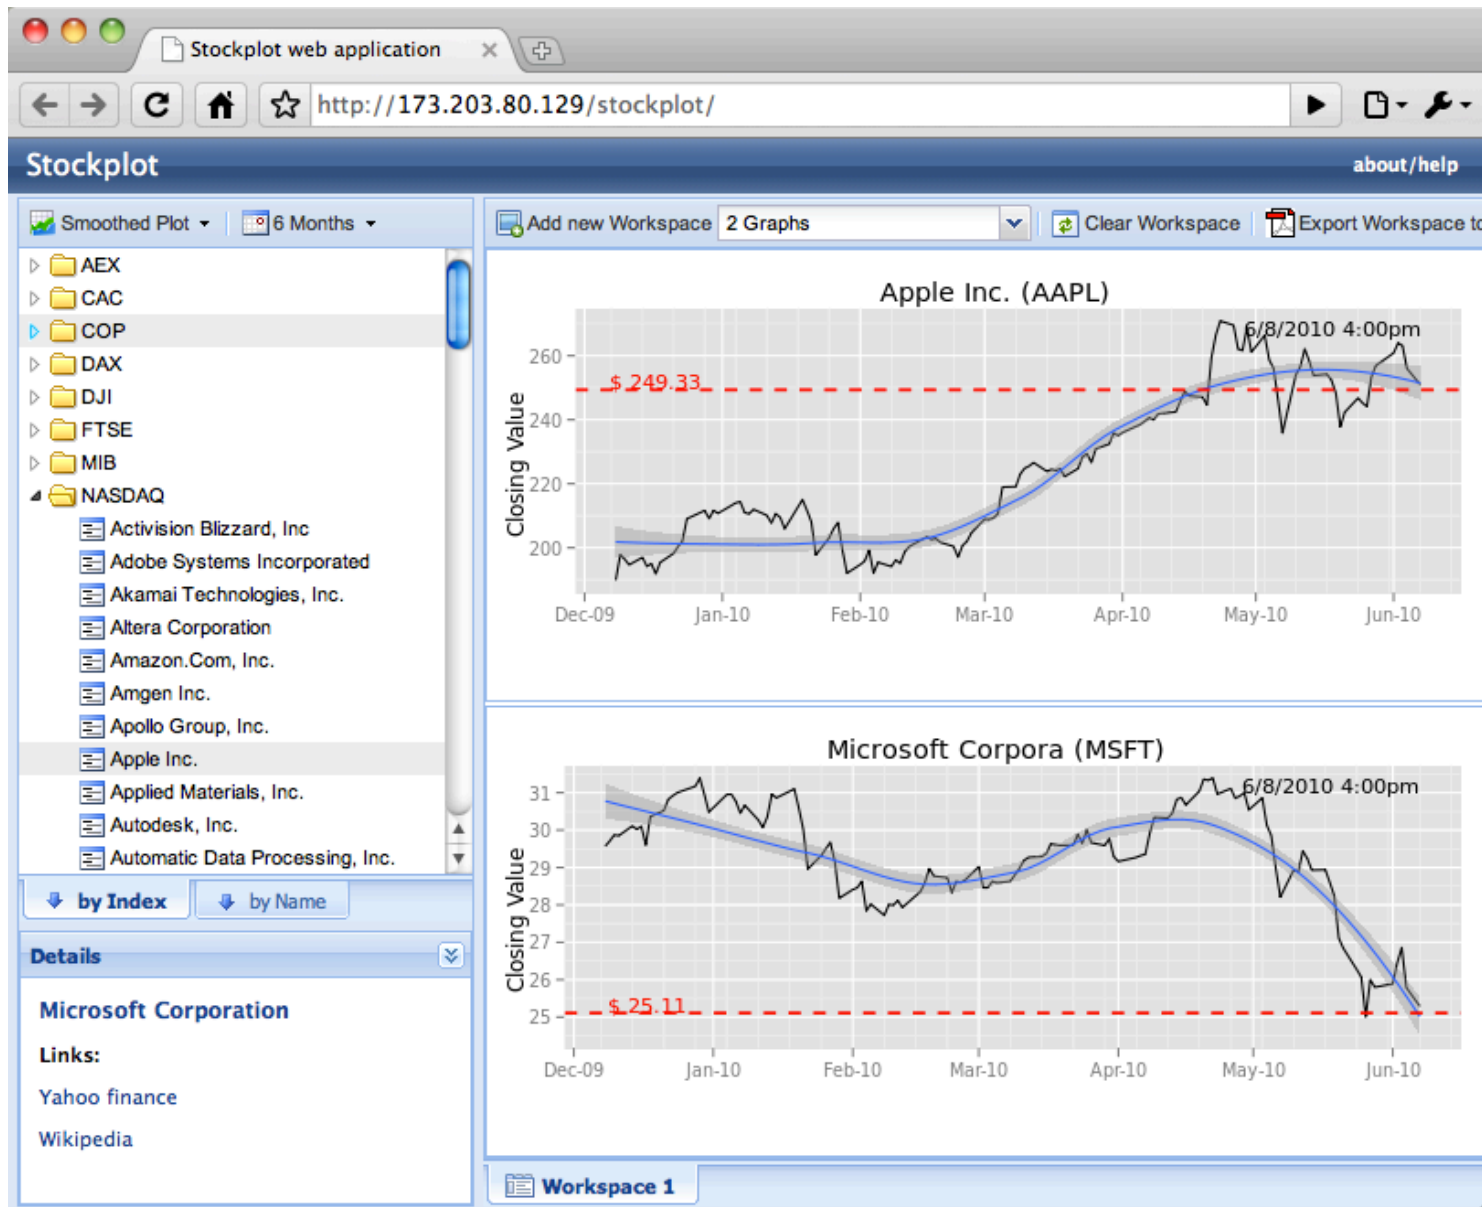 Stockplot web application
http://173.203.80.129/stockplot/
Stockplot
about/help
Smoothed Plot
6 Months
AEX
CAC
COP
DAX
DJI
FTSE
MIB
NASDAQ
Activision Blizzard, Inc
Adobe Systems Incorporated
Akamai Technologies, Inc.
Altera Corporation
Amazon.Com, Inc.
Amgen Inc.
Apollo Group, Inc.
Apple Inc.
Applied Materials, Inc.
Autodesk, Inc.
Automatic Data Processing, Inc.
by Index
by Name
Details
Microsoft Corporation
Links:
Yahoo finance
Wikipedia
Add new Workspace
2 Graphs
Clear Workspace
Export Workspace to
Apple Inc. (AAPL)
6/8/2010 4:00pm
$ 249.33
Closing Value
260
240
220
200
Dec-09 Jan-10 Feb-10 Mar-10 Apr-10 May-10 Jun-10
Microsoft Corpora (MSFT)
6/8/2010 4:00pm
$ 25.11
Closing Value
31
30
29
28
27
26
25
Dec-09 Jan-10 Feb-10 Mar-10 Apr-10 May-10 Jun-10
Workspace 1